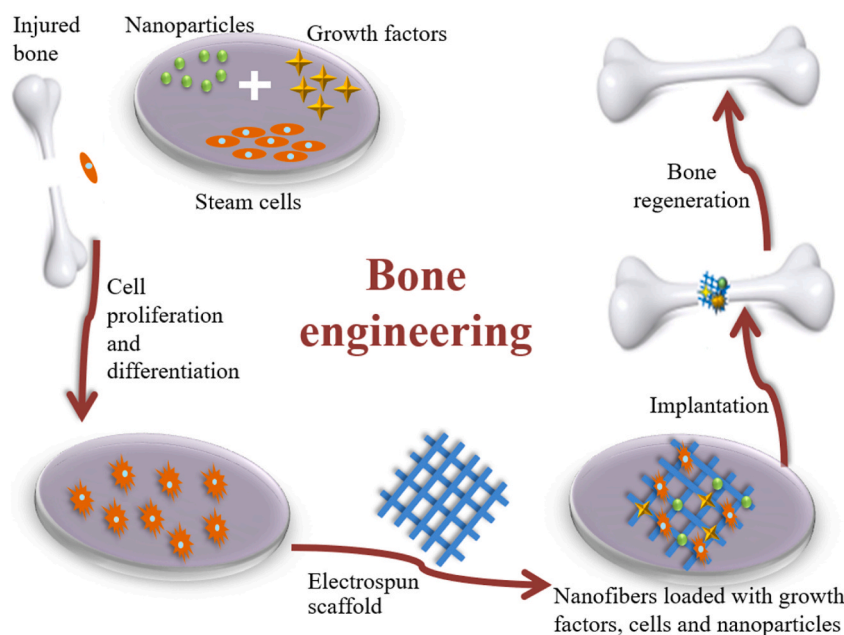 Injured
bone
Nanoparticles
Growth factors
Steam cells
Cell
proliferation
and
differentiation
Bone
engineering
Bone
regeneration
Implantation
Electrospun
scaffold
Nanofibers loaded with growth
factors, cells and nanoparticles